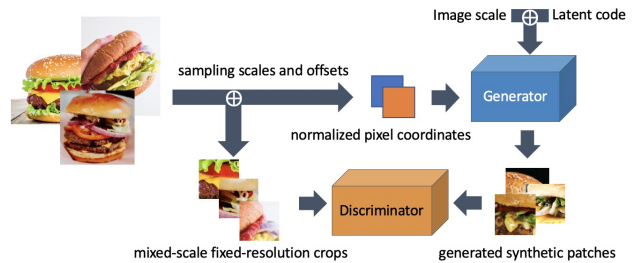 Image scale
Latent code
sampling scales and offsets
Generator
normalized pixel coordinates
Discriminator
mixed-scale fixed-resolution crops
generated synthetic patches